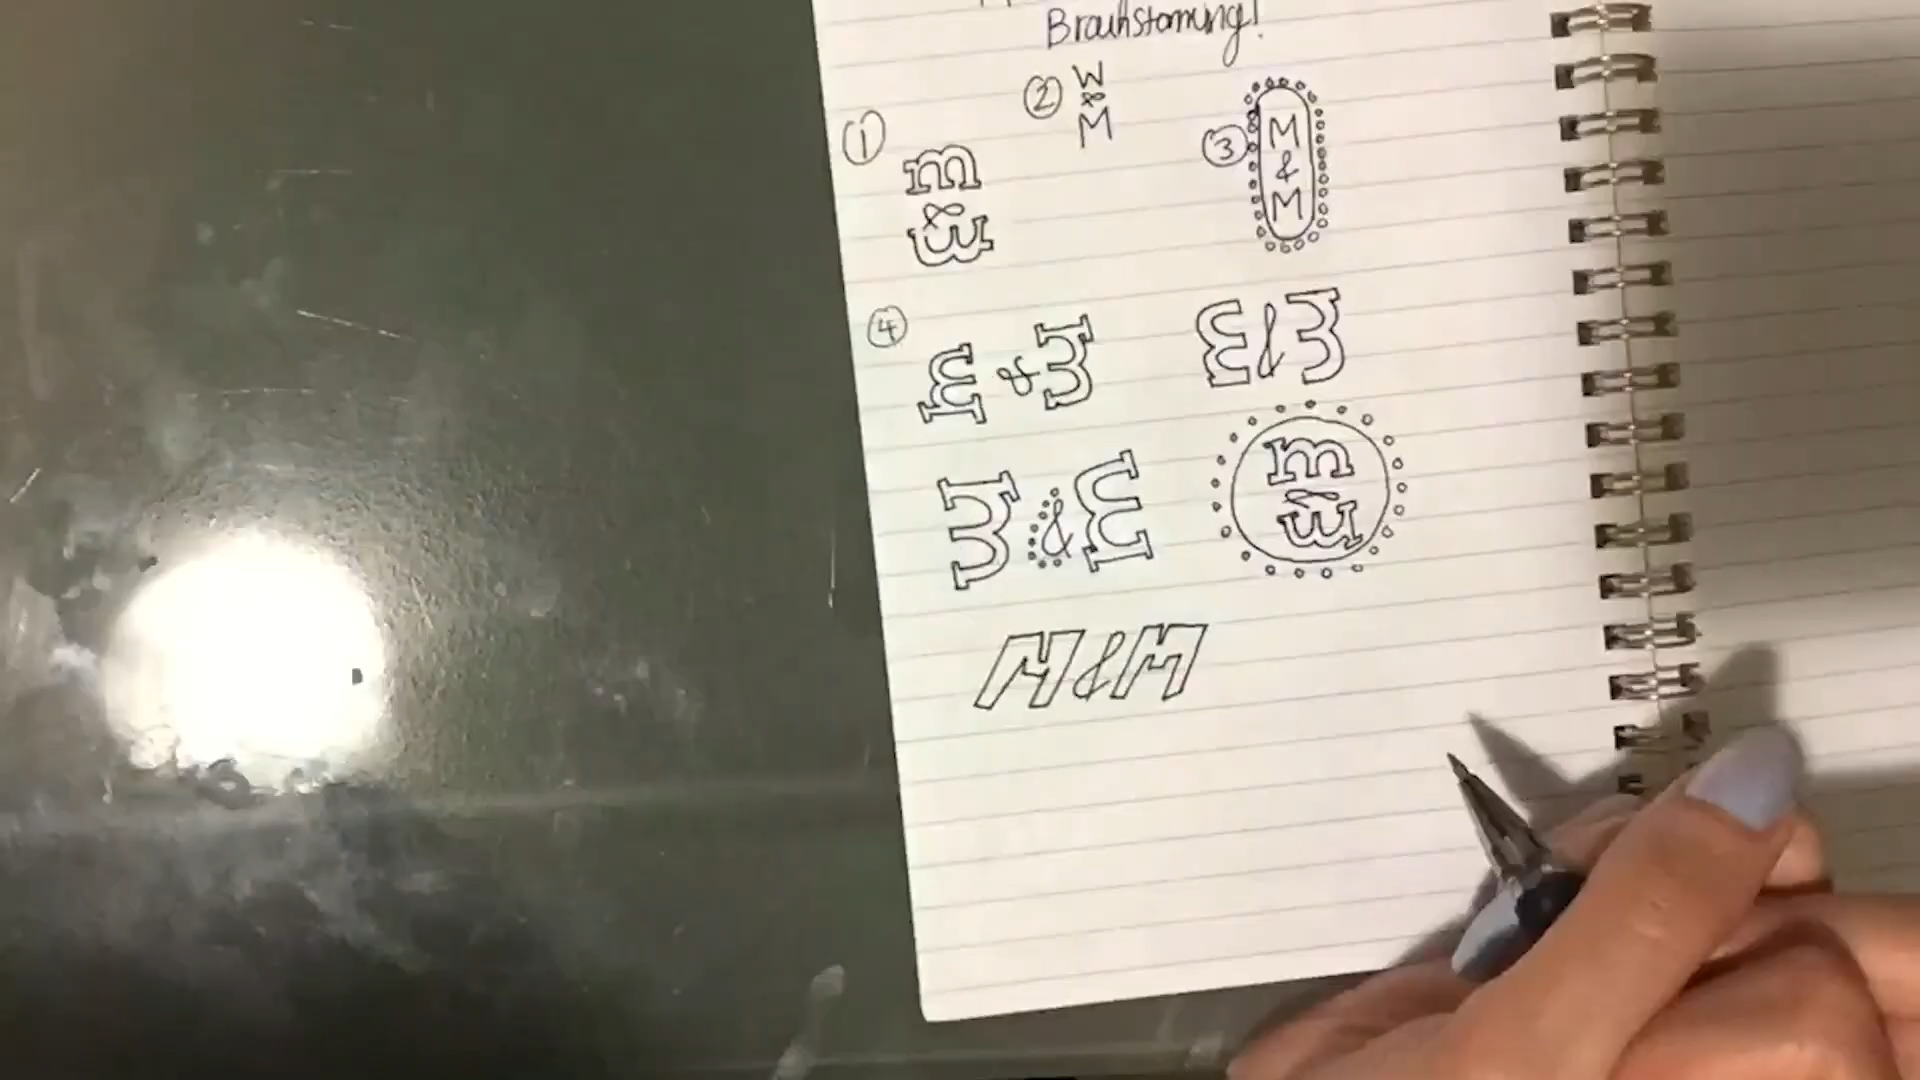 Brainstorming!
① m & m
② W & M
③ M & M
④ m & m
m & m
m & m
m & m
M & M